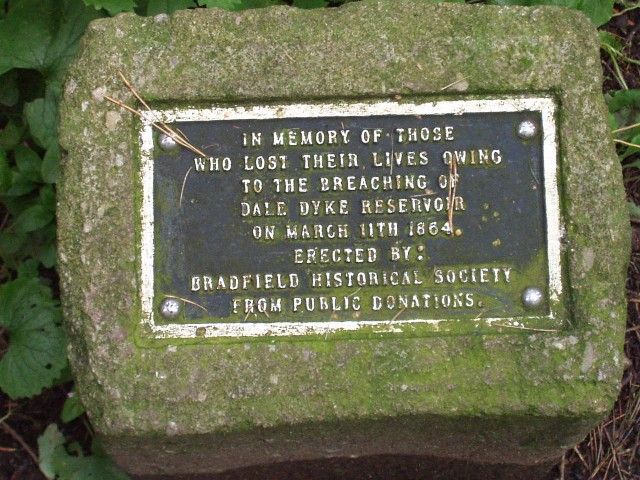 IN MEMORY OF THOSE
WHO LOST THEIR LIVES OWING
TO THE BREACHING OF
DALE DYKE RESERVOIR
ON MARCH 11TH 1864.
ERECTED BY:
BRADFIELD HISTORICAL SOCIETY
FROM PUBLIC DONATIONS.